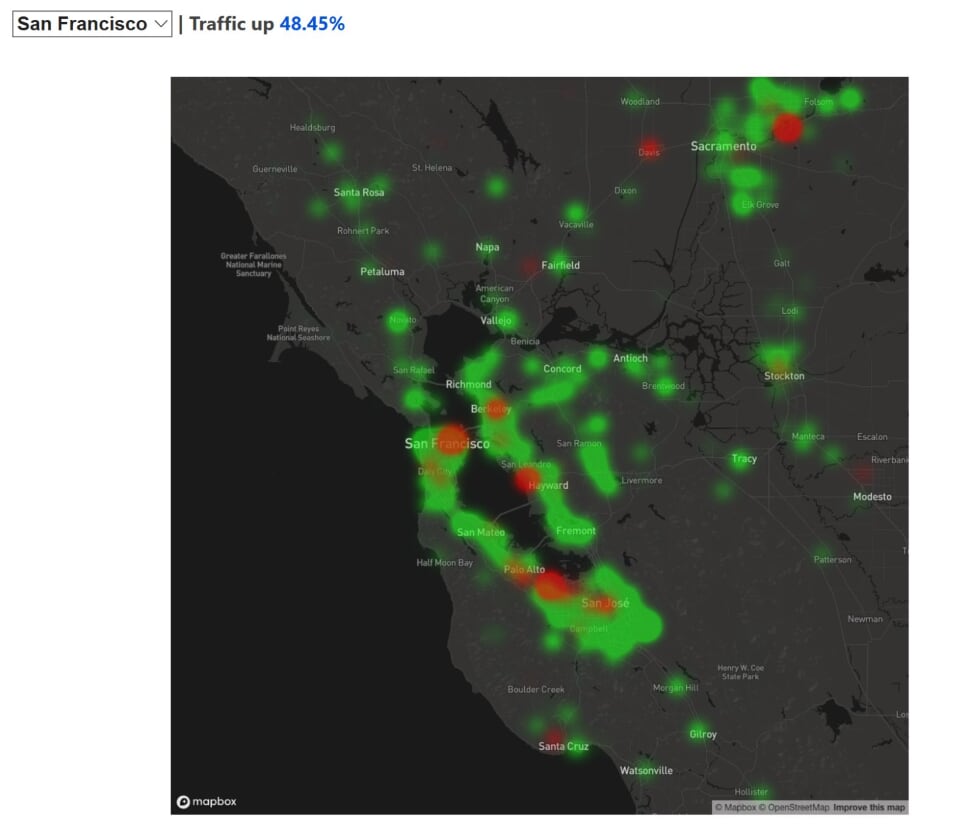 San Francisco | Traffic up 48.45%
Woodland
Folsom
Healdsburg
Sacramento
Davis
Guerneville
St. Helena
Santa Rosa
Dixon
Elk Grove
Vacaville
Rohnert Park
Napa
Greater Farallones
National Marine
Sanctuary
Petaluma
Fairfield
Galt
American
Canyon
Novato
Vallejo
Lodi
Point Reyes
National Seashore
Benicia
San Rafael
Concord
Antioch
Stockton
Richmond
Brentwood
Berkeley
San Francisco
San Ramon
Manteca
Escalon
Tracy
Riverbank
Daly City
San Leandro
Hayward
Livermore
Modesto
San Mateo
Fremont
Half Moon Bay
Palo Alto
Patterson
San José
Campbell
Newman
Henry W. Coe
State Park
Boulder Creek
Morgan Hill
Los
Santa Cruz
Gilroy
Watsonville
Hollister
mapbox
© Mapbox © OpenStreetMap Improve this map